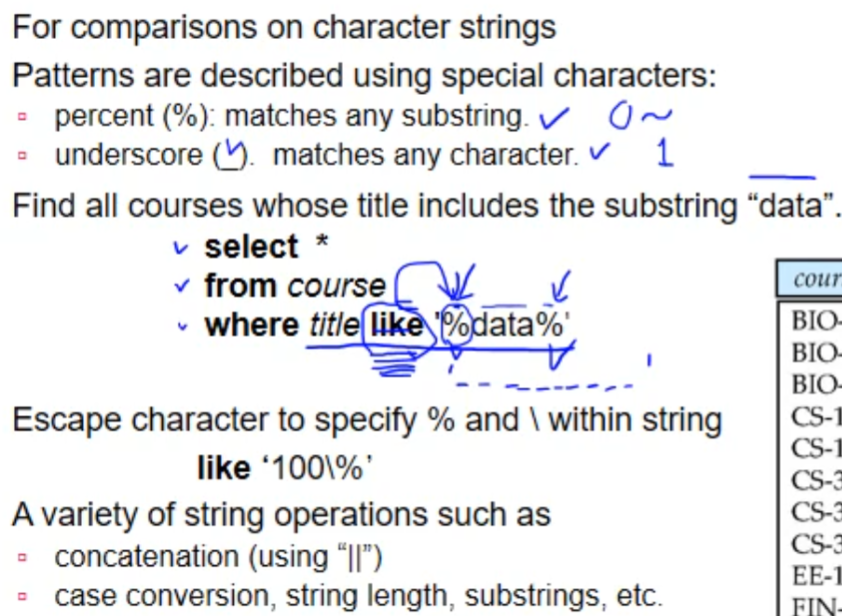 For comparisons on character strings
Patterns are described using special characters:
▫ percent (%): matches any substring. ✓ 0~
▫ underscore (_). matches any character. ✓ 1
Find all courses whose title includes the substring “data”.
✓ select *
✓ from course
✓ where title like '%data%'
Escape character to specify % and \ within string
like ‘100\%’
A variety of string operations such as
▫ concatenation (using “||”)
▫ case conversion, string length, substrings, etc.
cour
BIO-
BIO-
BIO-
CS-1
CS-1
CS-3
CS-3
CS-3
EE-1
FIN-